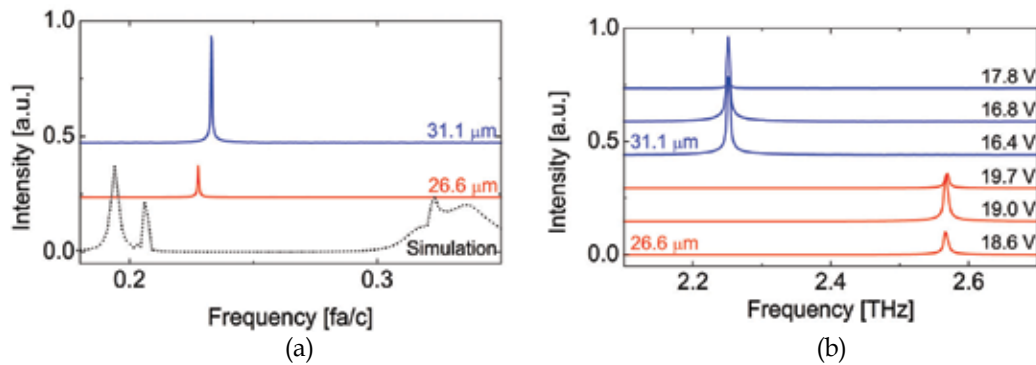 1.0
0.5
0.0
Intensity [a.u.]
31.1 μm
26.6 μm
Simulation
0.2
0.3
Frequency [fa/c]
(a)
1.0
0.5
0.0
Intensity [a.u.]
17.8 V
16.8 V
31.1 μm
16.4 V
19.7 V
19.0 V
26.6 μm
18.6 V
2.2
2.4
2.6
Frequency [THz]
(b)